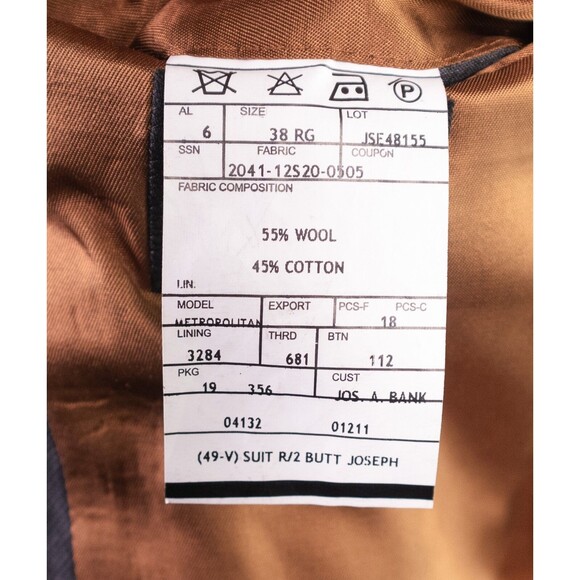 P
AL SIZE LOT
6 38 RG JSE48155
SSN FABRIC COUPON
2041-12S20-0505
FABRIC COMPOSITION
55% WOOL
45% COTTON
LIN.
MODEL EXPORT PCS-F PCS-C
METROPOLITAN 18
LINING THRD BTN
3284 681 112
PKG CUST
19 356 JOS. A. BANK
04132 01211
(49-V) SUIT R/2 BUTT JOSEPH